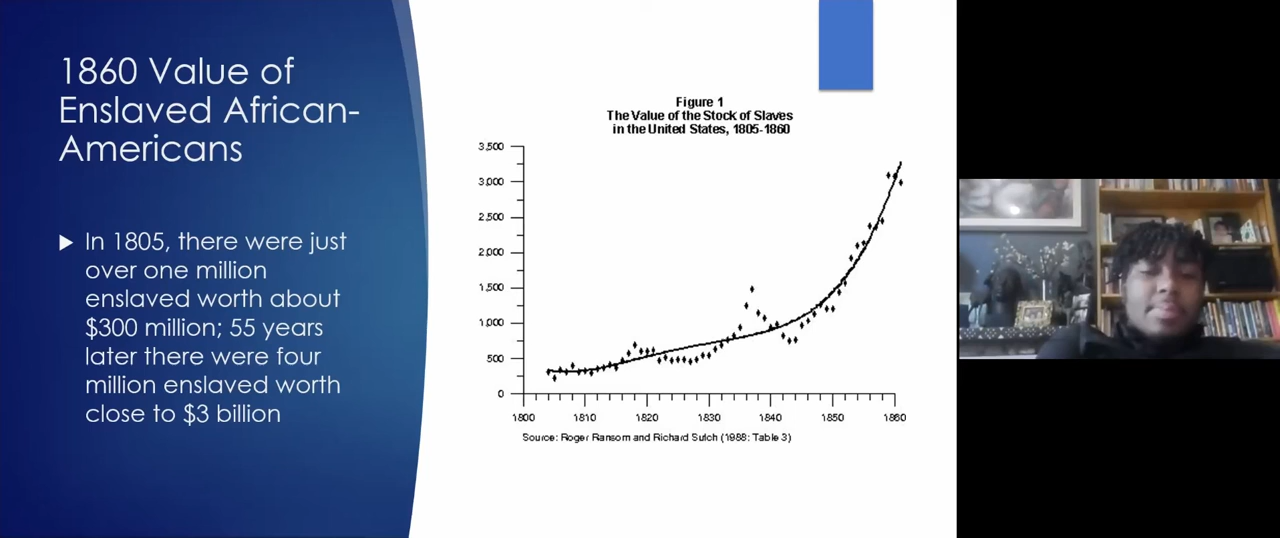 1860 Value of
Enslaved African-
Americans
In 1805, there were just
over one million
enslaved worth about
$300 million; 55 years
later there were four
million enslaved worth
close to $3 billion
Figure 1
The Value of the Stock of Slaves
in the United States, 1805-1860
3,500
3,000
2,500
2,000
1,500
1,000
500
0
1800 1810 1820 1830 1840 1850 1860
Source: Roger Ransom and Richard Sutch (1988: Table 3)